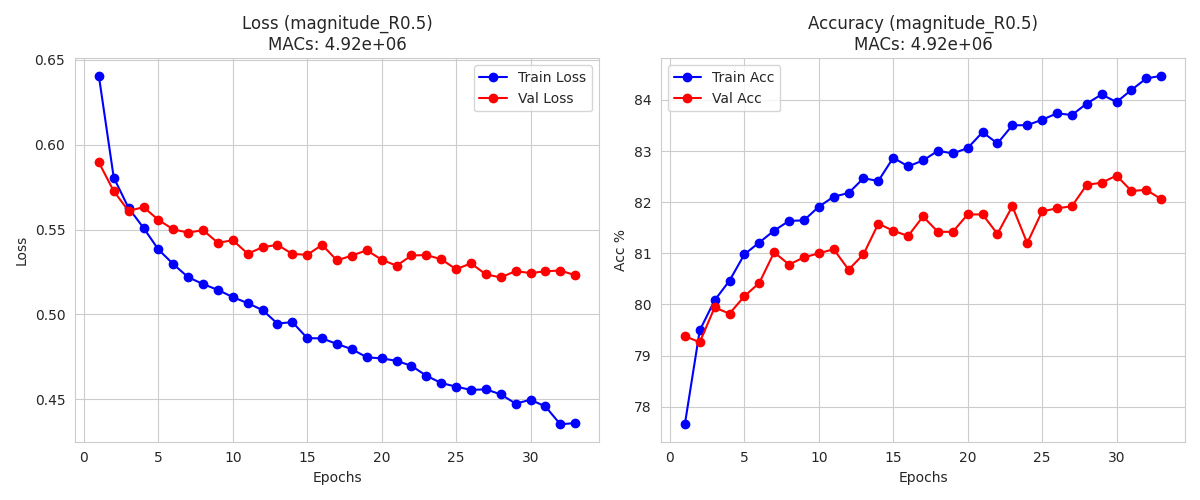 Loss (magnitude_R0.5)
MACs: 4.92e+06
0.65
0.60
0.55
0.50
0.45
Loss
0
5
10
15
20
25
30
Epochs
Train Loss
Val Loss
Accuracy (magnitude_R0.5)
MACs: 4.92e+06
84
83
82
81
80
79
78
Acc %
0
5
10
15
20
25
30
Epochs
Train Acc
Val Acc